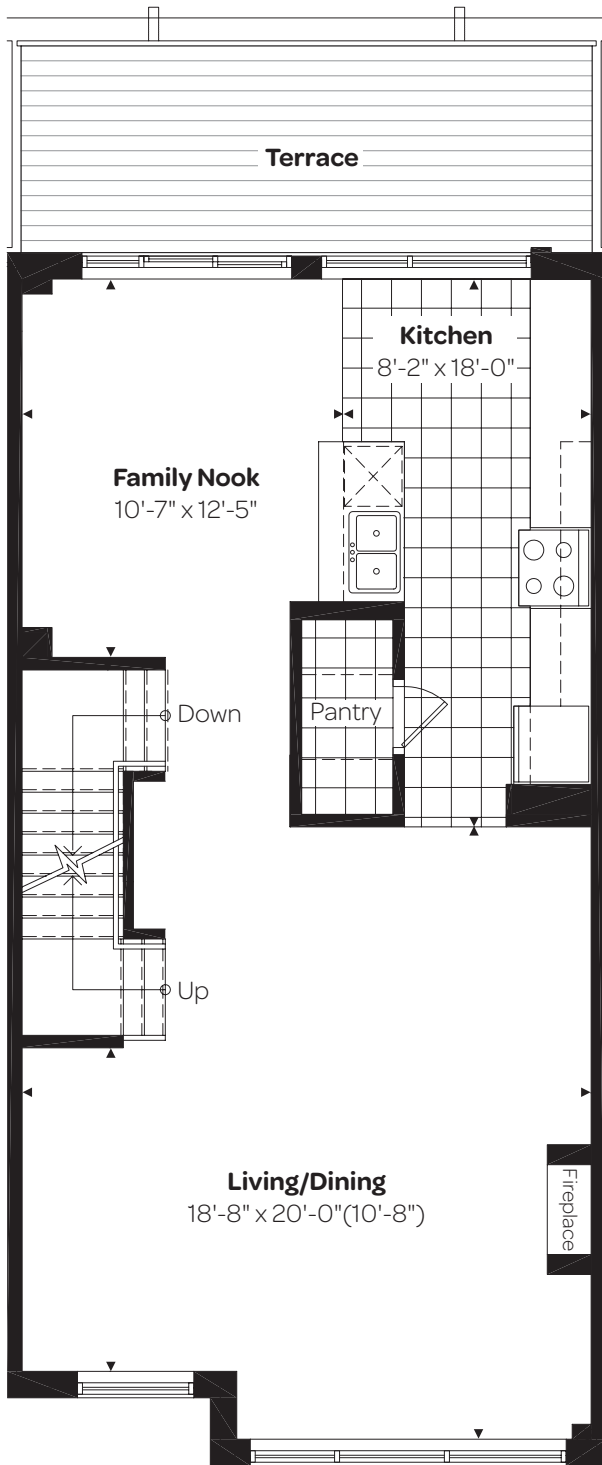 Terrace
Kitchen
8'-2" x 18'-0"
Family Nook
10'-7" x 12'-5"
Down
Pantry
Up
Living/Dining
18'-8" x 20'-0"(10'-8")
Fireplace